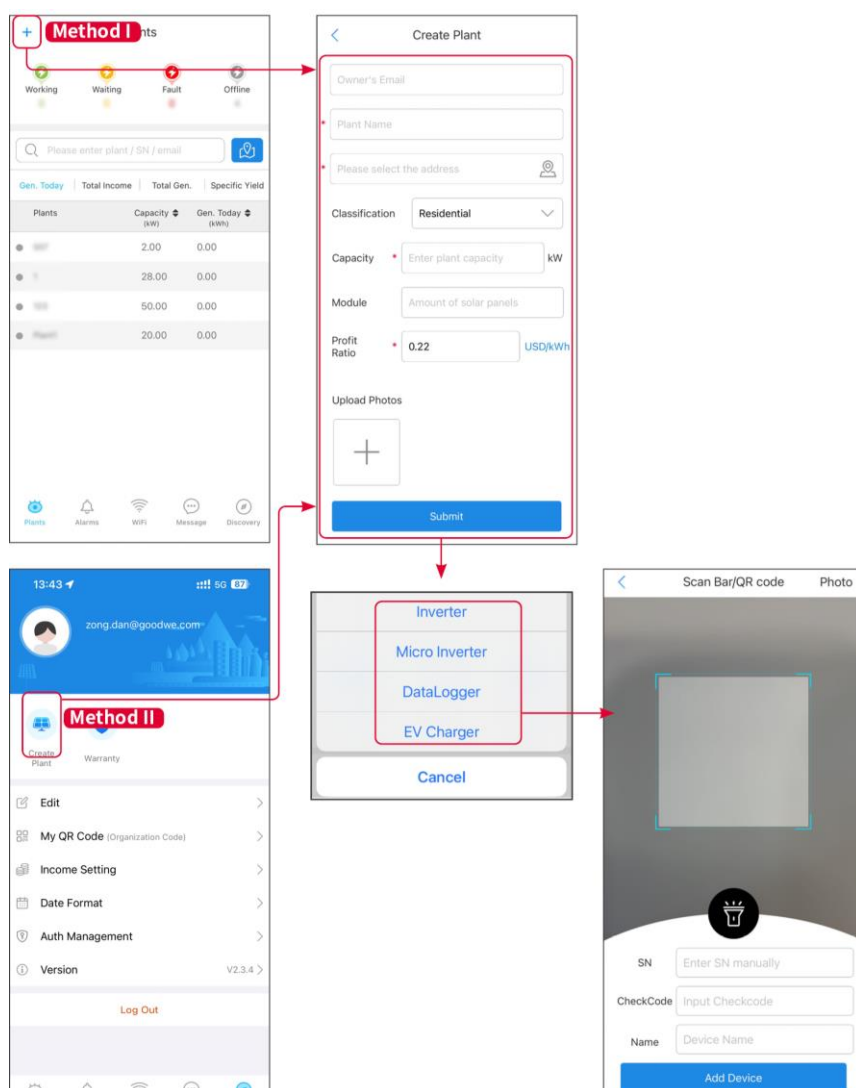 + Method I nts
Working Waiting Fault Offline
Please enter plant / SN / email
Gen. Today Total Income Total Gen. Specific Yield
Plants Capacity (kW) Gen. Today (kWh)
2.00 0.00
28.00 0.00
50.00 0.00
20.00 0.00
Plants Alarms WiFi Message Discovery
Create Plant
Owner's Email
* Plant Name
* Please select the address
Classification Residential
Capacity * Enter plant capacity kW
Module Amount of solar panels
Profit Ratio * 0.22 USD/kWh
Upload Photos
Submit
13:43 5G 67
zong.dan@goodwe.com
Method II
Create Plant Warranty
Edit
My QR Code (Organization Code)
Income Setting
Date Format
Auth Management
Version V2.3.4
Log Out
Inverter
Micro Inverter
DataLogger
EV Charger
Cancel
Scan Bar/QR code Photo
SN Enter SN manually
CheckCode Input Checkcode
Name Device Name
Add Device